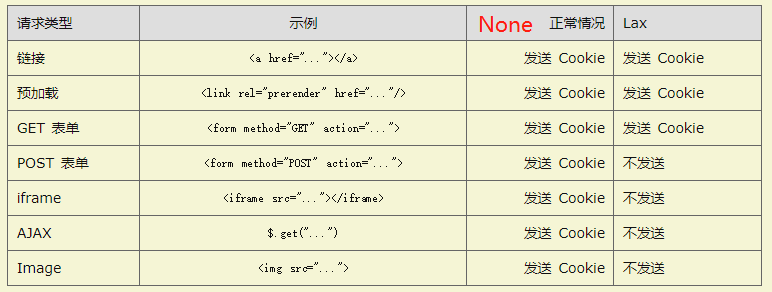 请求类型 示例 None 正常情况 Lax
链接 <a href="..."></a> 发送 Cookie 发送 Cookie
预加载 <link rel="prerender" href="..."/> 发送 Cookie 发送 Cookie
GET 表单 <form method="GET" action="..."> 发送 Cookie 发送 Cookie
POST 表单 <form method="POST" action="..."> 发送 Cookie 不发送
iframe <iframe src="..."></iframe> 发送 Cookie 不发送
AJAX $.get("...") 发送 Cookie 不发送
Image <img src="..."> 发送 Cookie 不发送